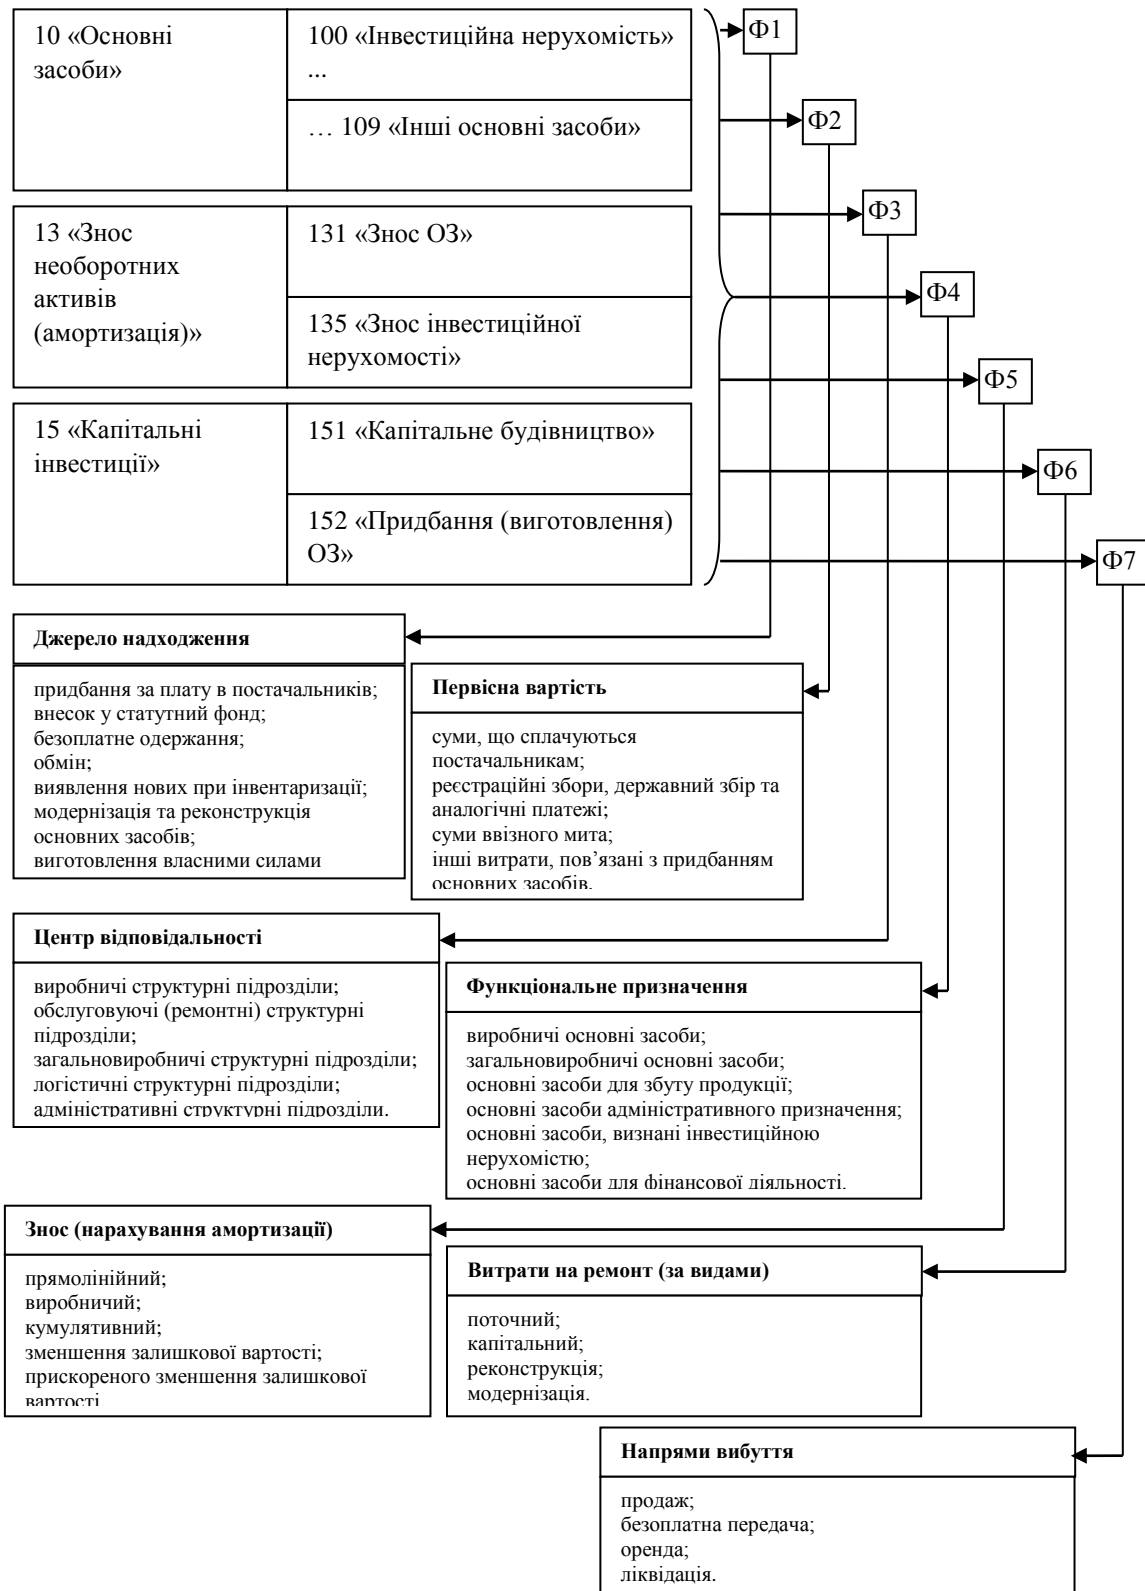 10 «Основні
засоби»
100 «Інвестиційна нерухомість»
...
… 109 «Інші основні засоби»
13 «Знос
необоротних
активів
(амортизація)»
131 «Знос ОЗ»
135 «Знос інвестиційної
нерухомості»
15 «Капітальні
інвестиції»
151 «Капітальне будівництво»
152 «Придбання (виготовлення)
ОЗ»
Ф1
Ф2
Ф3
Ф4
Ф5
Ф6
Ф7
Джерело надходження
придбання за плату в постачальників;
внесок у статутний фонд;
безоплатне одержання;
обмін;
виявлення нових при інвентаризації;
модернізація та реконструкція
основних засобів;
виготовлення власними силами
Первісна вартість
суми, що сплачуються
постачальникам;
реєстраційні збори, державний збір та
аналогічні платежі;
суми ввізного мита;
інші витрати, пов’язані з придбанням
основних засобів.
Центр відповідальності
виробничі структурні підрозділи;
обслуговуючі (ремонтні) структурні
підрозділи;
загальновиробничі структурні підрозділи;
логістичні структурні підрозділи;
адміністративні структурні підрозділи.
Функціональне призначення
виробничі основні засоби;
загальновиробничі основні засоби;
основні засоби для збуту продукції;
основні засоби адміністративного призначення;
основні засоби, визнані інвестиційною
нерухомістю;
основні засоби для фінансової діяльності.
Знос (нарахування амортизації)
прямолінійний;
виробничий;
кумулятивний;
зменшення залишкової вартості;
прискореного зменшення залишкової
вартості
Витрати на ремонт (за видами)
поточний;
капітальний;
реконструкція;
модернізація.
Напрями вибуття
продаж;
безоплатна передача;
оренда;
ліквідація.